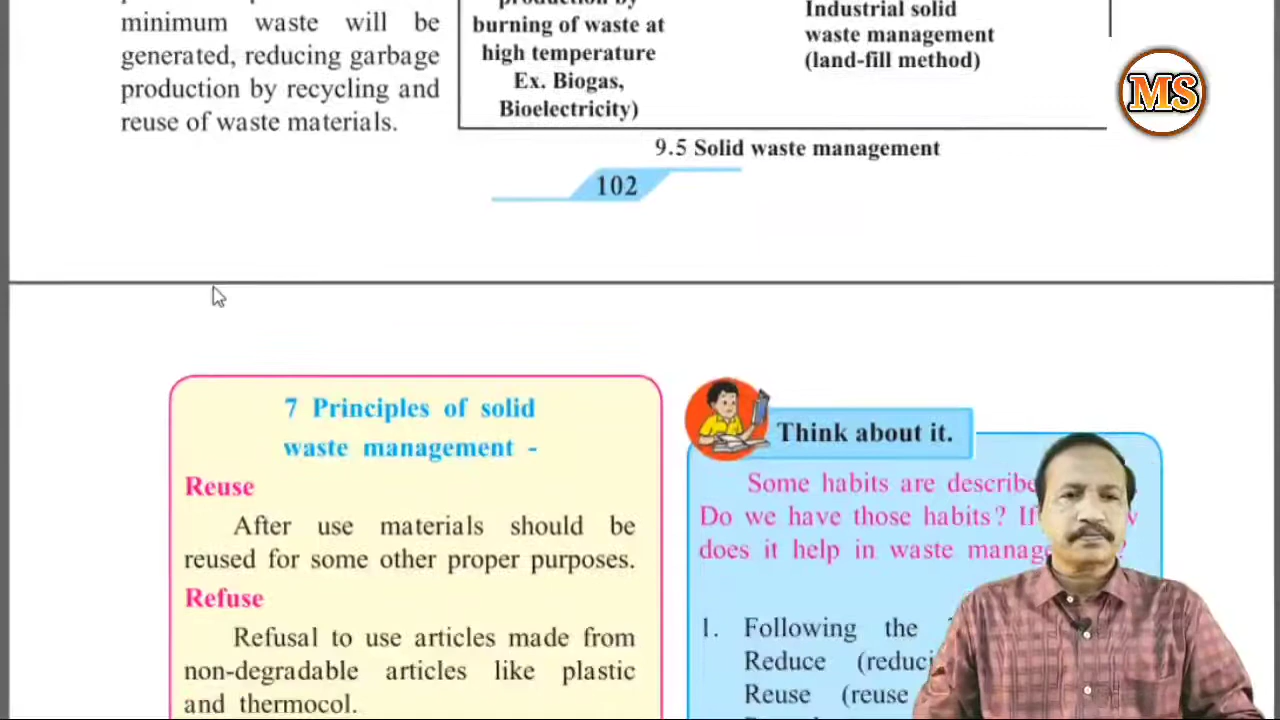 minimum waste will be
generated, reducing garbage
production by recycling and
reuse of waste materials.
burning of waste at
high temperature
Ex. Biogas,
Bioelectricity)
Industrial solid
waste management
(land-fill method)
MS
9.5 Solid waste management
102
7 Principles of solid
waste management -
Reuse
After use materials should be
reused for some other proper purposes.
Refuse
Refusal to use articles made from
non-degradable articles like plastic
and thermocol.
Think about it.
Some habits are
Do we have those habits?
does it help in waste
1. Following the
Reduce
Reuse (reuse